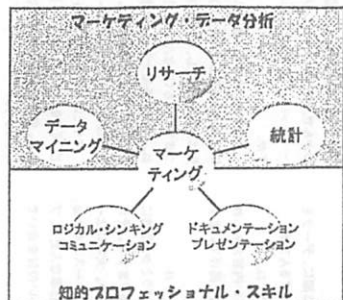 マーケティング・データ分析
リサーチ
データ
マイニング
統計
マーケ
ティング
ロジカル・シンキング
コミュニケーション
ドキュメンテーション
プレゼンテーション
知的プロフェッショナル・スキル